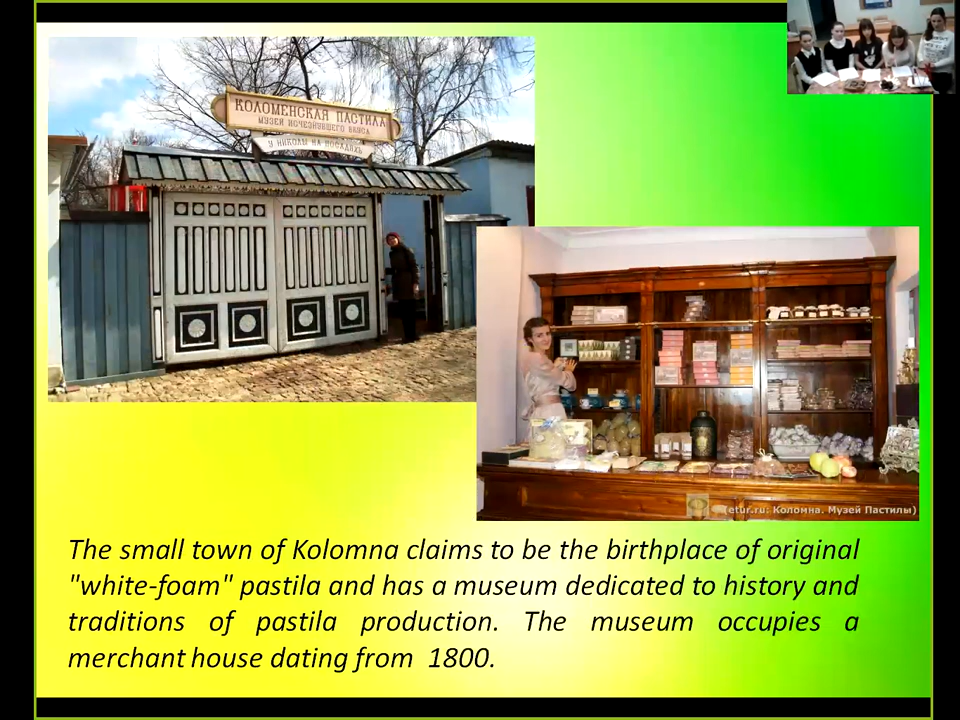 КОЛОМЕНСКАЯ ПАСТИЛА
МУЗЕЙ ИСЧЕЗНУВШЕГО ВКУСА
У НИКОЛЫ НА ПОСАДАХЪ
(etur.ru: Коломна. Музей Пастилы)
The small town of Kolomna claims to be the birthplace of original
"white-foam" pastila and has a museum dedicated to history and
traditions of pastila production. The museum occupies a
merchant house dating from 1800.